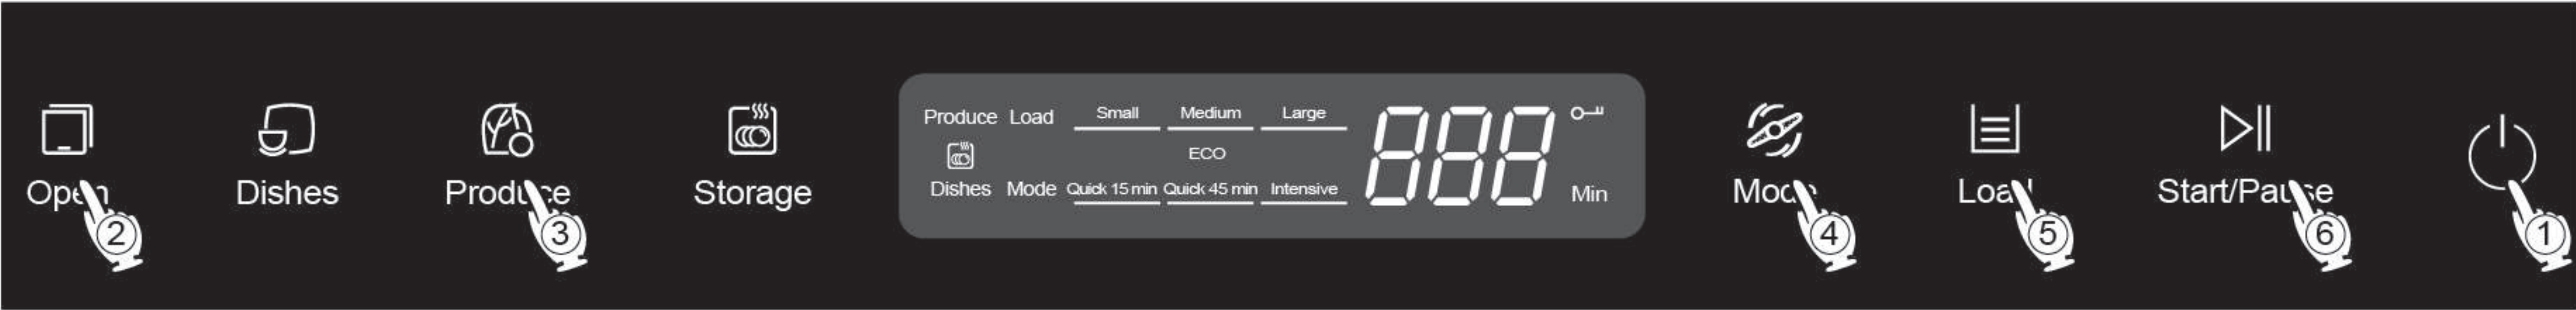 Produce Load Small Medium Large 888
ECO
Dishes Mode Quick 15 min Quick 45 min Intensive Min
Open Dishes Produce Storage Mode Load Start/Pause
2 3 4 5 6 1